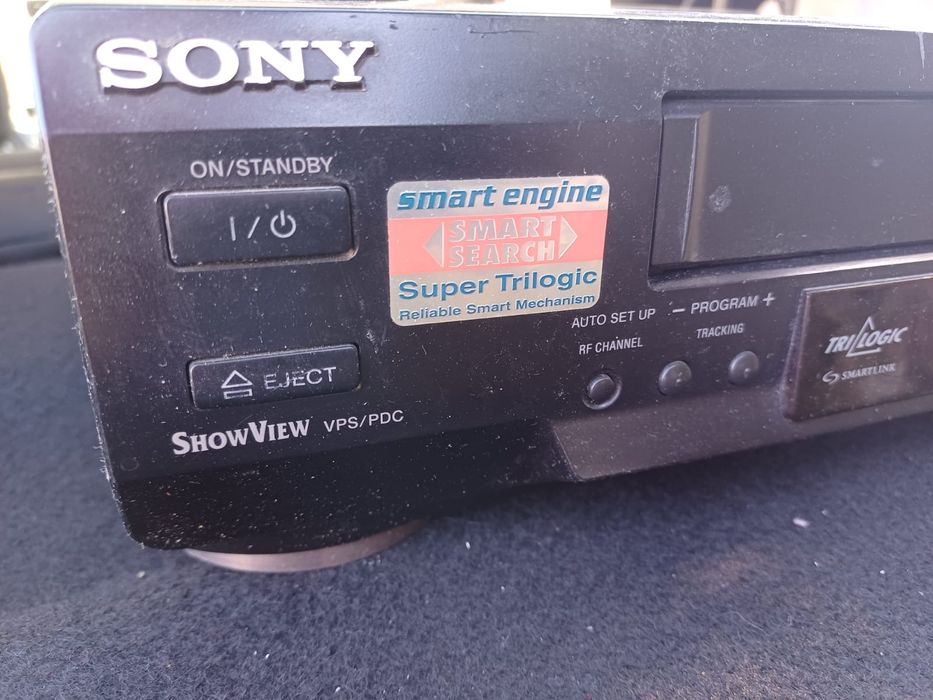 SONY
ON/STANDBY
I/⏻
smart engine
SMART
SEARCH
Super Trilogic
Reliable Smart Mechanism
AUTO SET UP
− PROGRAM +
RF CHANNEL
TRACKING
TRILOGIC
SMARTLINK
EJECT
SHOWVIEW VPS/PDC